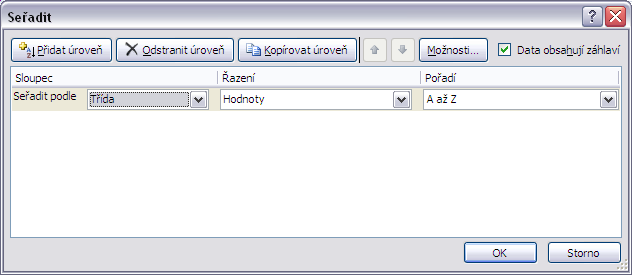 Seřadit
Přidat úroveň Odstranit úroveň Kopírovat úroveň Možnosti... Data obsahují záhlaví
Sloupec Řazení Pořadí
Seřadit podle Třída Hodnoty A až Z
OK Storno